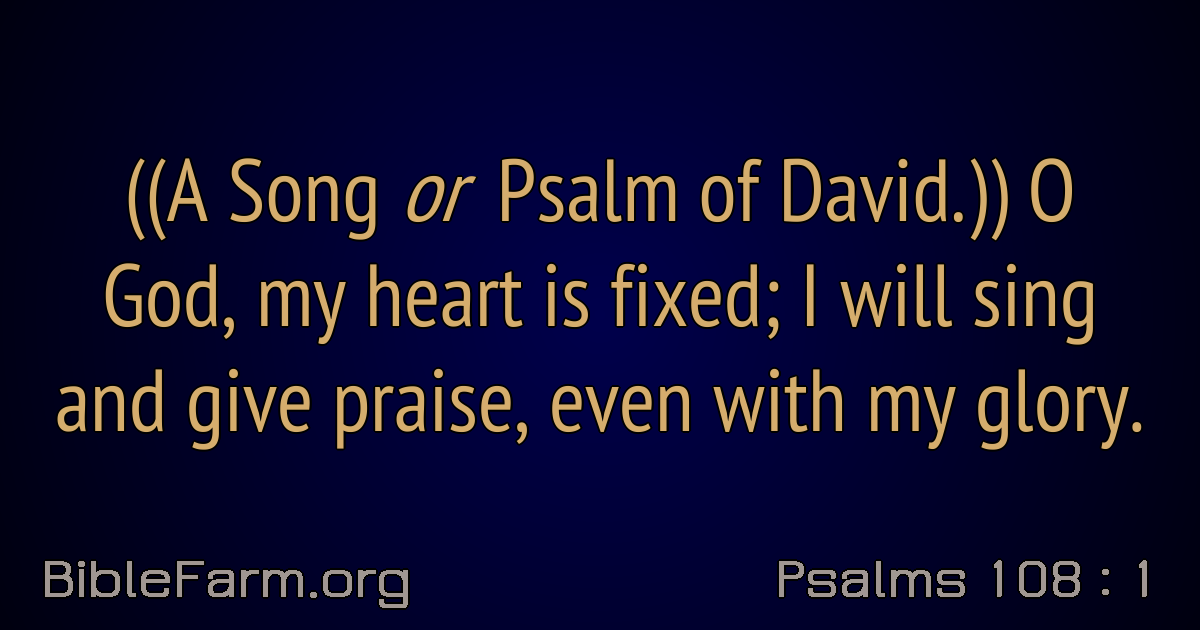 ((A Song or Psalm of David.)) O
God, my heart is fixed; I will sing
and give praise, even with my glory.
BibleFarm.org
Psalms 108 : 1